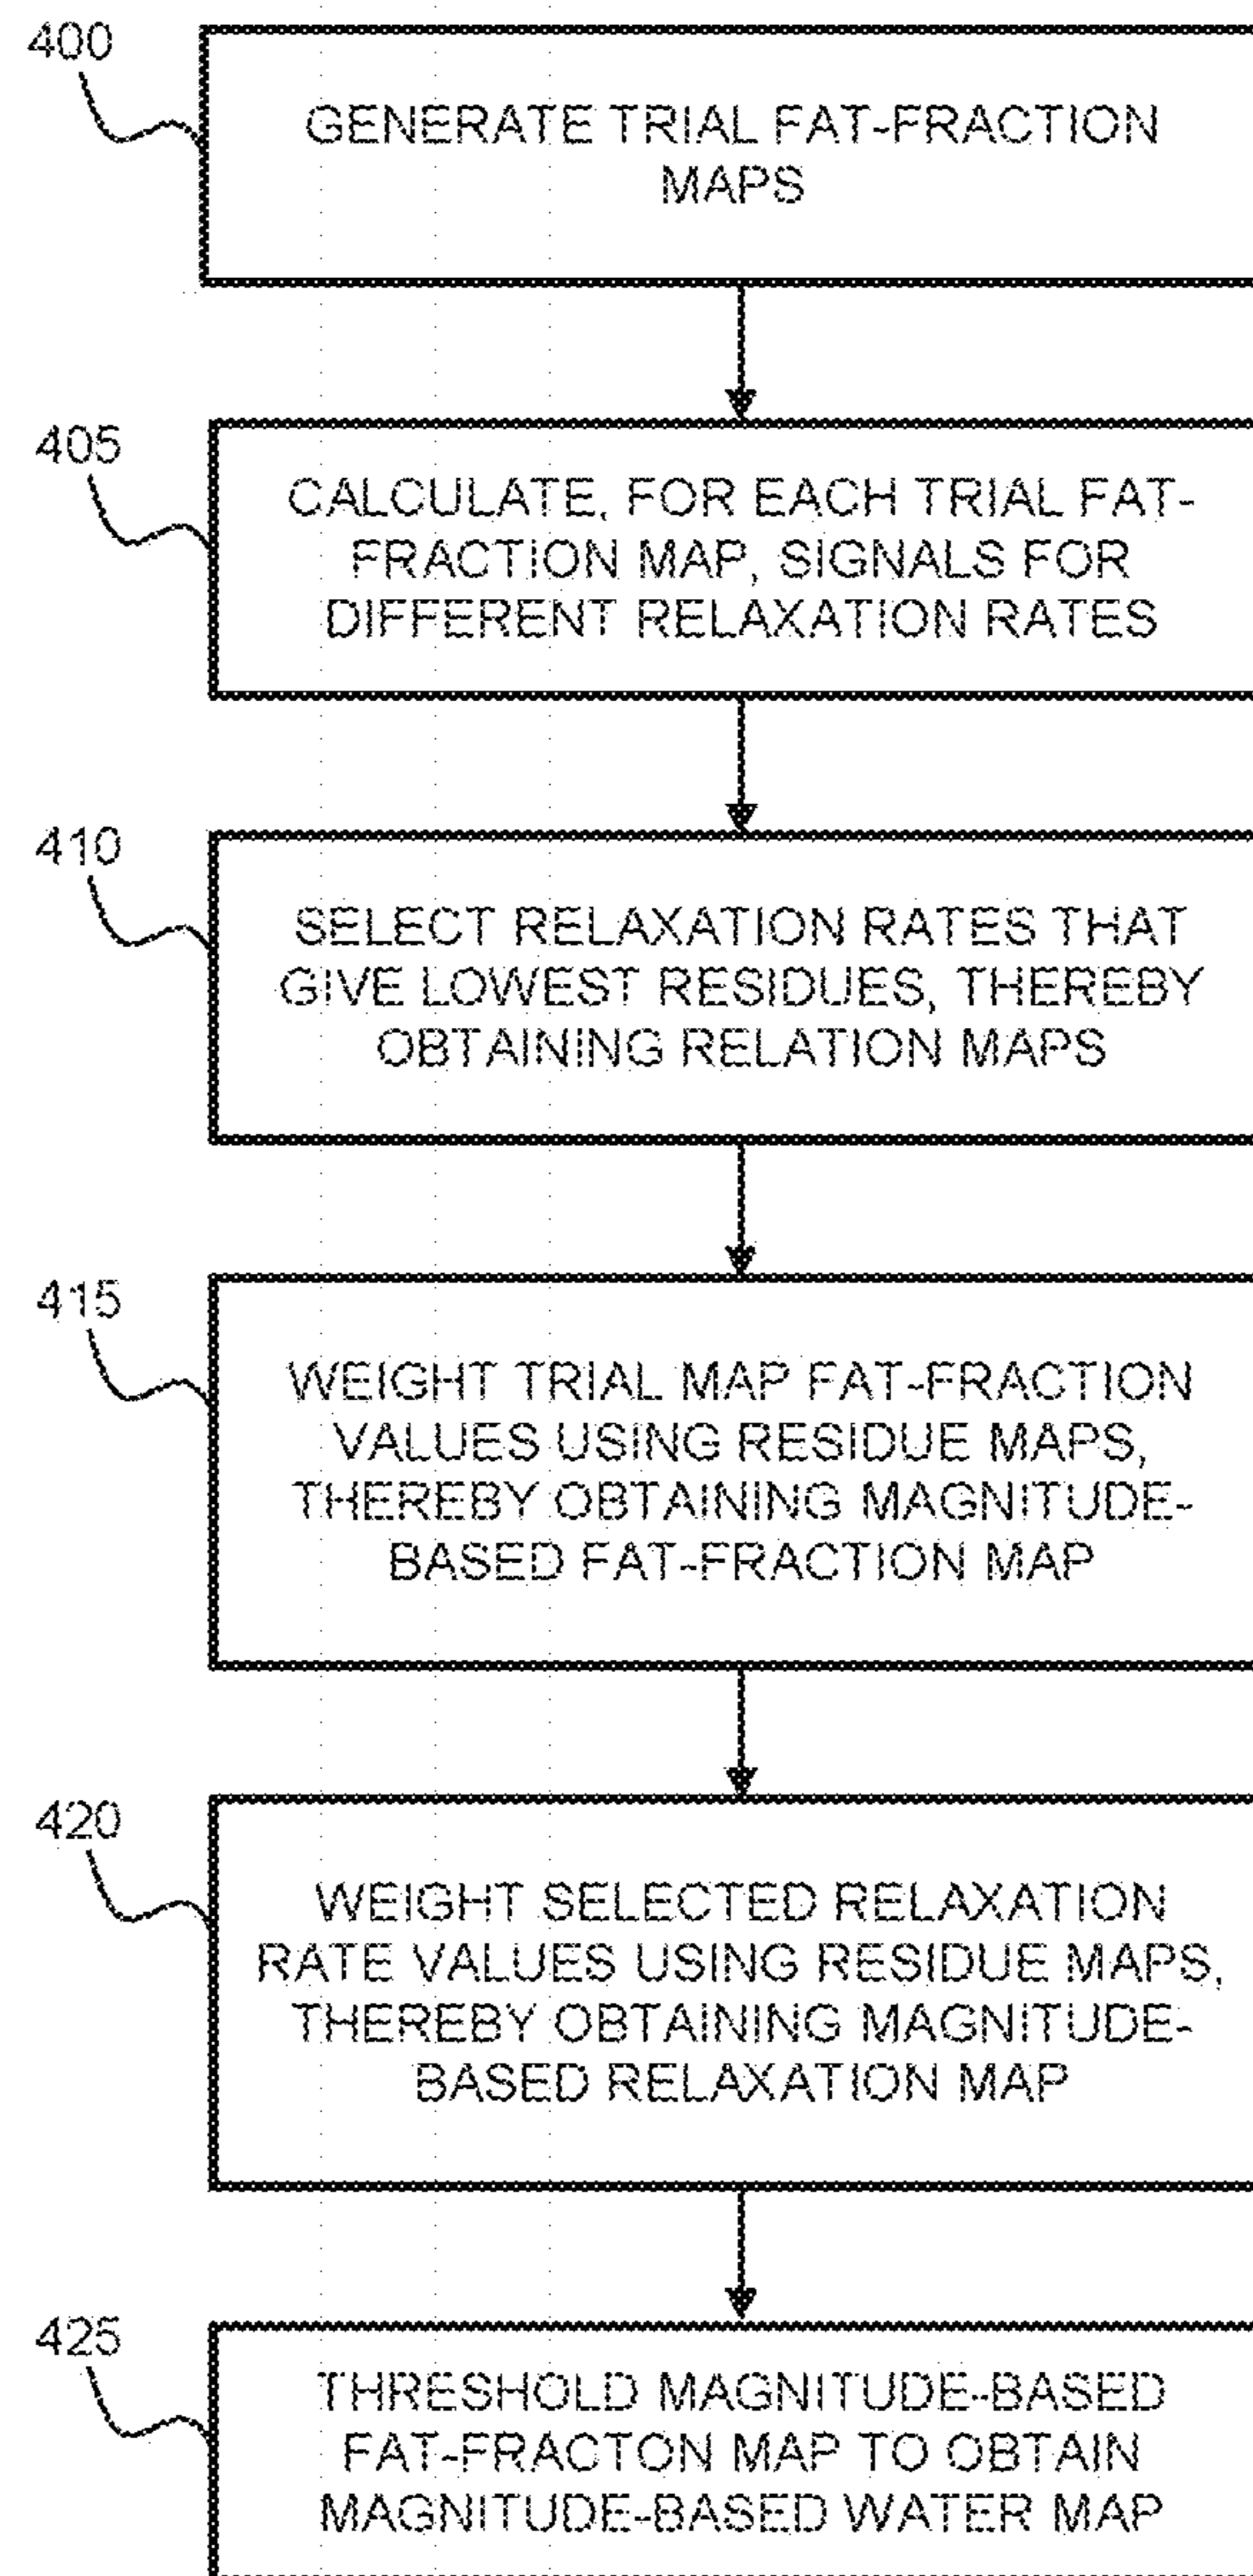 400
GENERATE TRIAL FAT-FRACTION
MAPS
405
CALCULATE, FOR EACH TRIAL FAT-
FRACTION MAP, SIGNALS FOR
DIFFERENT RELAXATION RATES
410
SELECT RELAXATION RATES THAT
GIVE LOWEST RESIDUES, THEREBY
OBTAINING RELATION MAPS
415
WEIGHT TRIAL MAP FAT-FRACTION
VALUES USING RESIDUE MAPS,
THEREBY OBTAINING MAGNITUDE-
BASED FAT-FRACTION MAP
420
WEIGHT SELECTED RELAXATION
RATE VALUES USING RESIDUE MAPS,
THEREBY OBTAINING MAGNITUDE-
BASED RELAXATION MAP
425
THRESHOLD MAGNITUDE-BASED
FAT-FRACTON MAP TO OBTAIN
MAGNITUDE-BASED WATER MAP